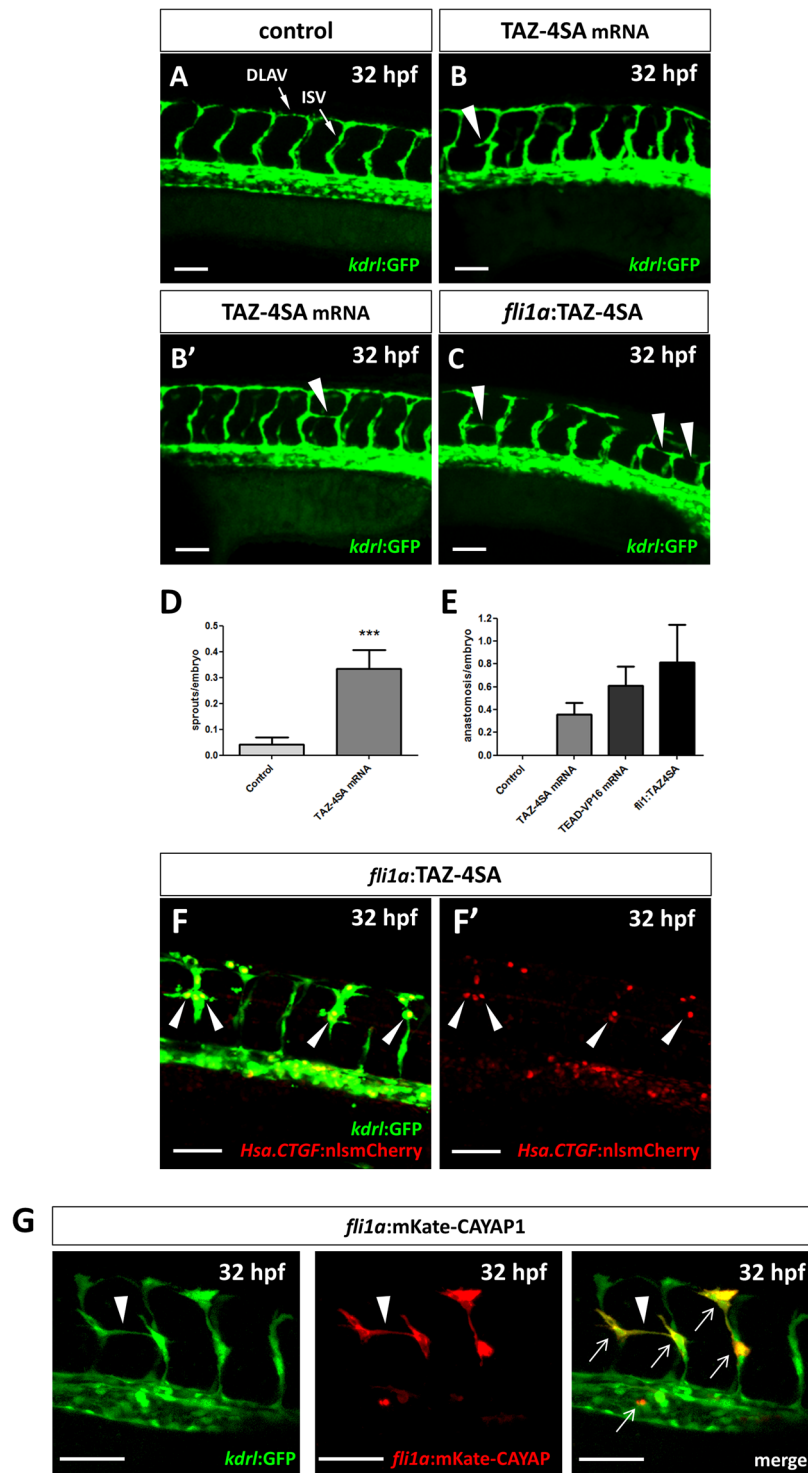 control
TAZ-4SA mRNA
A
DLAV
ISV
32 hpf
kdrl:GFP
B
32 hpf
kdrl:GFP
TAZ-4SA mRNA
fli1a:TAZ-4SA
B’
32 hpf
kdrl:GFP
C
32 hpf
kdrl:GFP
D
sprouts/embryo
0.5
0.4
0.3
0.2
0.1
0.0
***
Control
TAZ-4SA mRNA
E
anastomosis/embryo
1.2
1.0
0.8
0.6
0.4
0.2
0.0
Control
TAZ-4SA mRNA
TEAD-VP16 mRNA
fli1:TAZ4SA
fli1a:TAZ-4SA
F
32 hpf
kdrl:GFP
Hsa.CTGF:nlsmCherry
F’
32 hpf
Hsa.CTGF:nlsmCherry
G
fli1a:mKate-CAYAP1
32 hpf
kdrl:GFP
32 hpf
fli1a:mKate-CAYAP
32 hpf
merge